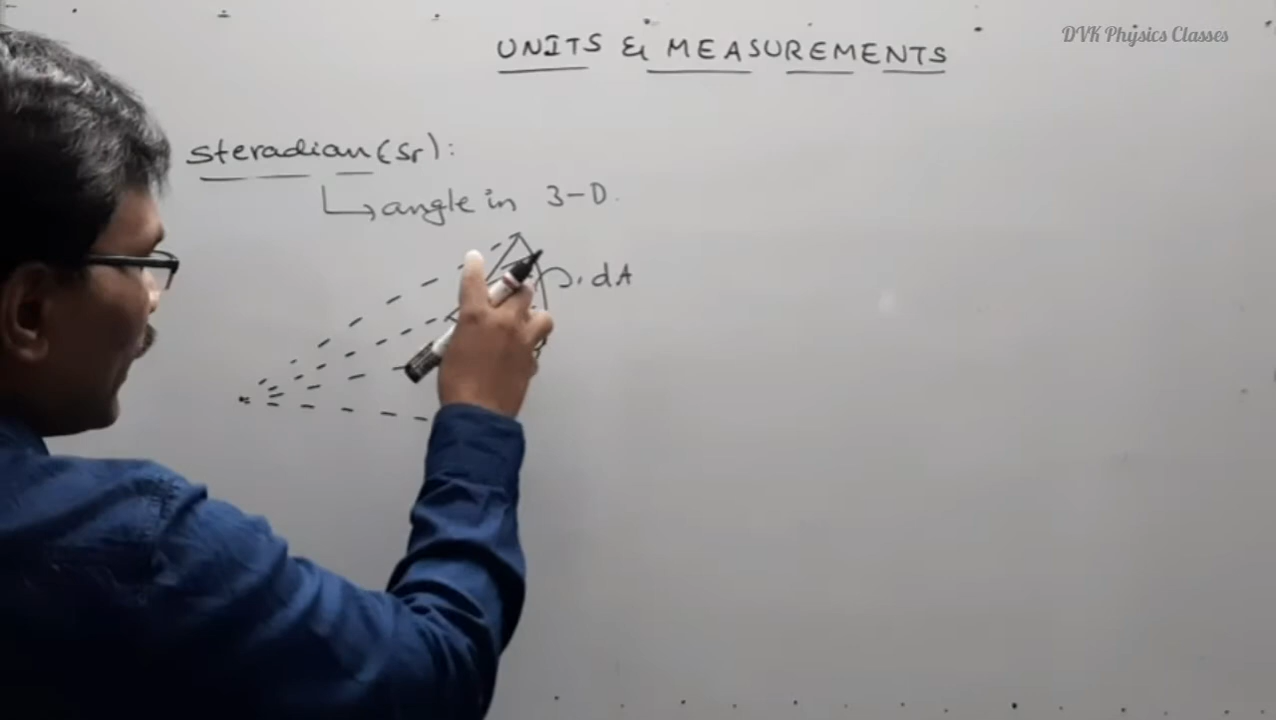 DVK Physics Classes
UNITS & MEASUREMENTS
Steradian (Sr):
angle in 3-D.
dA